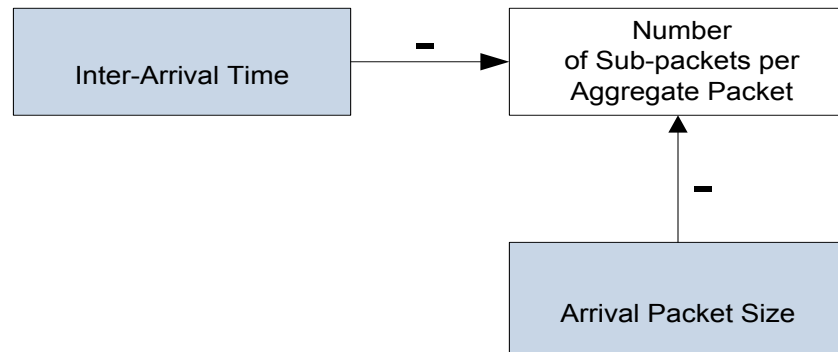 Inter-Arrival Time
-
Number
of Sub-packets per
Aggregate Packet
-
Arrival Packet Size